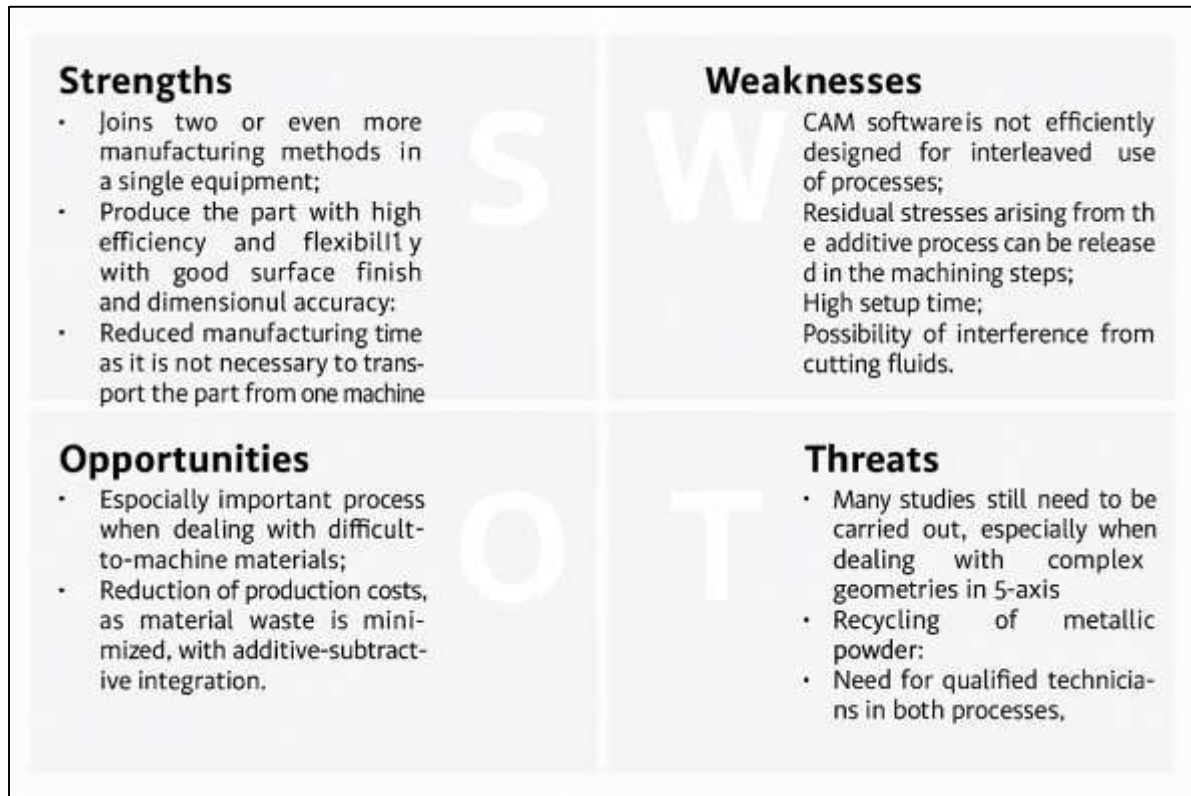 Strengths
• Joins two or even more
manufacturing methods in
a single equipment;
• Produce the part with high
efficiency and flexibilI1 y
with good surface finish
and dimensionul accuracy:
• Reduced manufacturing time
as it is not necessary to trans-
port the part from one machine
S
W
Weaknesses
CAM software is not efficiently
designed for interleaved use
of processes;
Residual stresses arising from th
e additive process can be release
d in the machining steps;
High setup time;
Possibility of interference from
cutting fluids.
Opportunities
• Espocially important process
when dealing with difficult-
to-machine materials;
• Reduction of production costs,
as material waste is mini-
mized, with additive-subtract-
ive integration.
O
T
Threats
• Many studies still need to be
carried out, especially when
dealing with complex
geometries in 5-axis
• Recycling of metallic
powder:
• Need for qualified technicia-
ns in both processes,